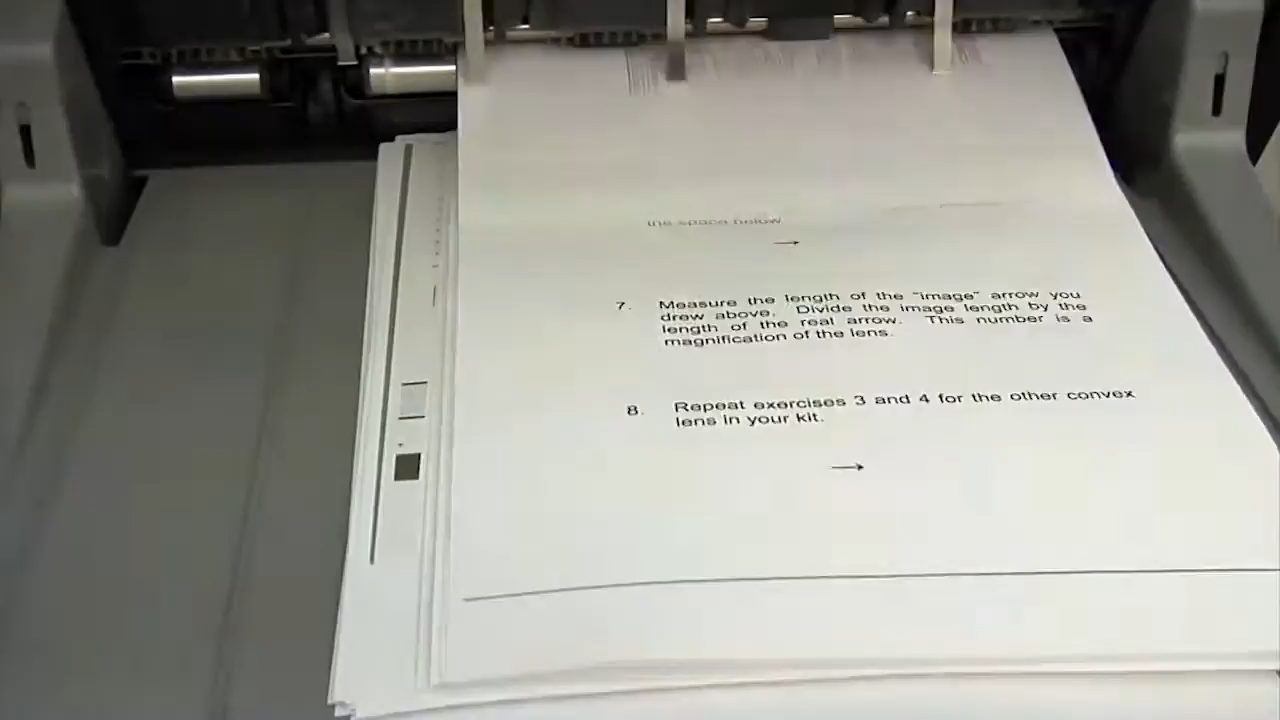 the space below.
→
7. Measure the length of the "image" arrow you
drew above. Divide the image length by the
length of the real arrow. This number is a
magnification of the lens.
8. Repeat exercises 3 and 4 for the other convex
lens in your kit.
→